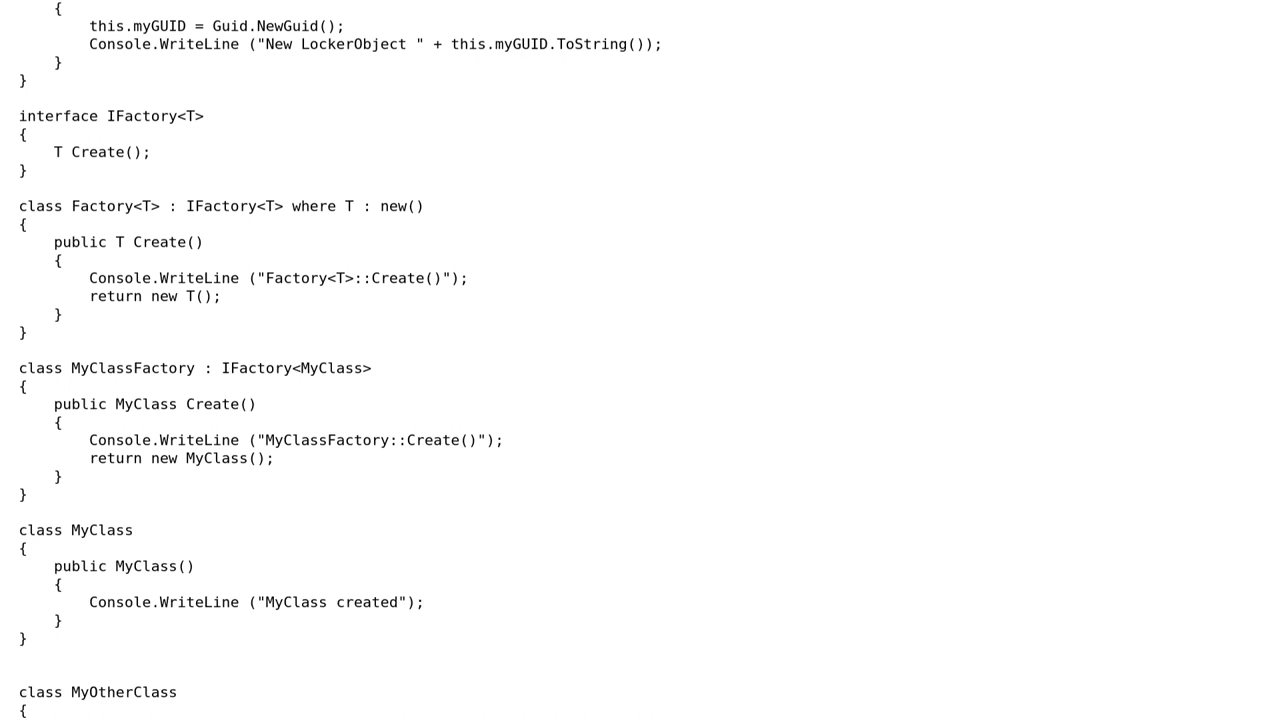 {
        this.myGUID = Guid.NewGuid();
        Console.WriteLine ("New LockerObject " + this.myGUID.ToString());
    }
}

interface IFactory<T>
{
    T Create();
}

class Factory<T> : IFactory<T> where T : new()
{
    public T Create()
    {
        Console.WriteLine ("Factory<T>::Create()");
        return new T();
    }
}

class MyClassFactory : IFactory<MyClass>
{
    public MyClass Create()
    {
        Console.WriteLine ("MyClassFactory::Create()");
        return new MyClass();
    }
}

class MyClass
{
    public MyClass()
    {
        Console.WriteLine ("MyClass created");
    }
}


class MyOtherClass
{